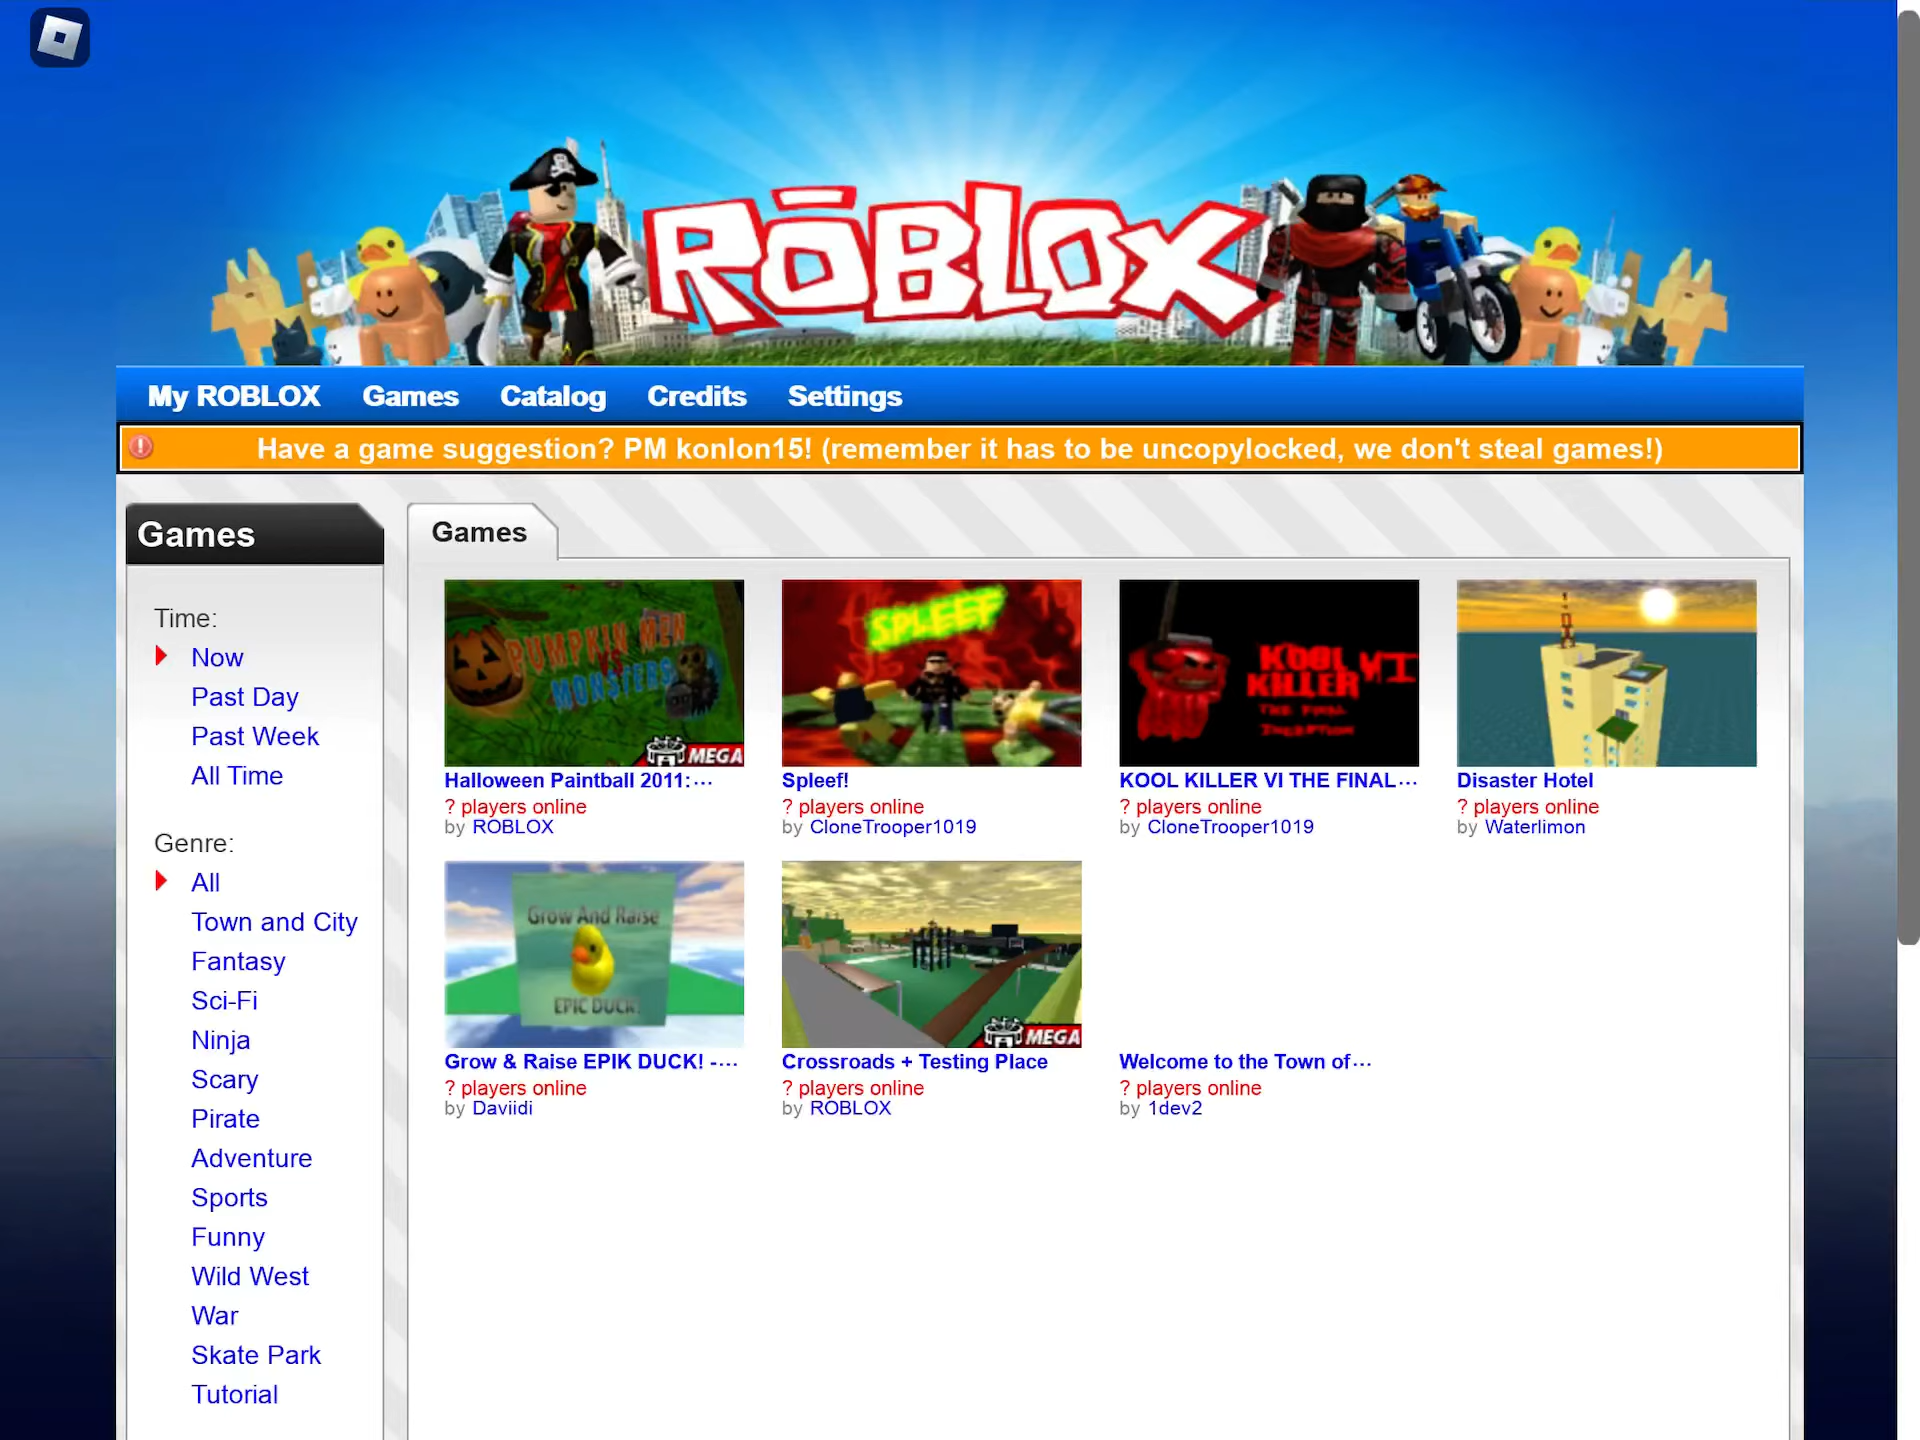 RŌBLOX
My ROBLOX Games Catalog Credits Settings
Have a game suggestion? PM konlon15! (remember it has to be uncopylocked, we don't steal games!)
Games
Time:
Now
Past Day
Past Week
All Time
Genre:
All
Town and City
Fantasy
Sci-Fi
Ninja
Scary
Pirate
Adventure
Sports
Funny
Wild West
War
Skate Park
Tutorial
Games
PUMPKIN MEN
VS
MONSTERS
MEGA
Halloween Paintball 2011:···
? players online
by ROBLOX
SPLEEF
Spleef!
? players online
by CloneTrooper1019
KOOL VI
KILLER
THE FINAL
INCEPTION
KOOL KILLER VI THE FINAL···
? players online
by CloneTrooper1019
Disaster Hotel
? players online
by Waterlimon
Grow And Raise
EPIC DUCK!
Grow & Raise EPIK DUCK! -···
? players online
by Daviidi
MEGA
Crossroads + Testing Place
? players online
by ROBLOX
Welcome to the Town of···
? players online
by 1dev2